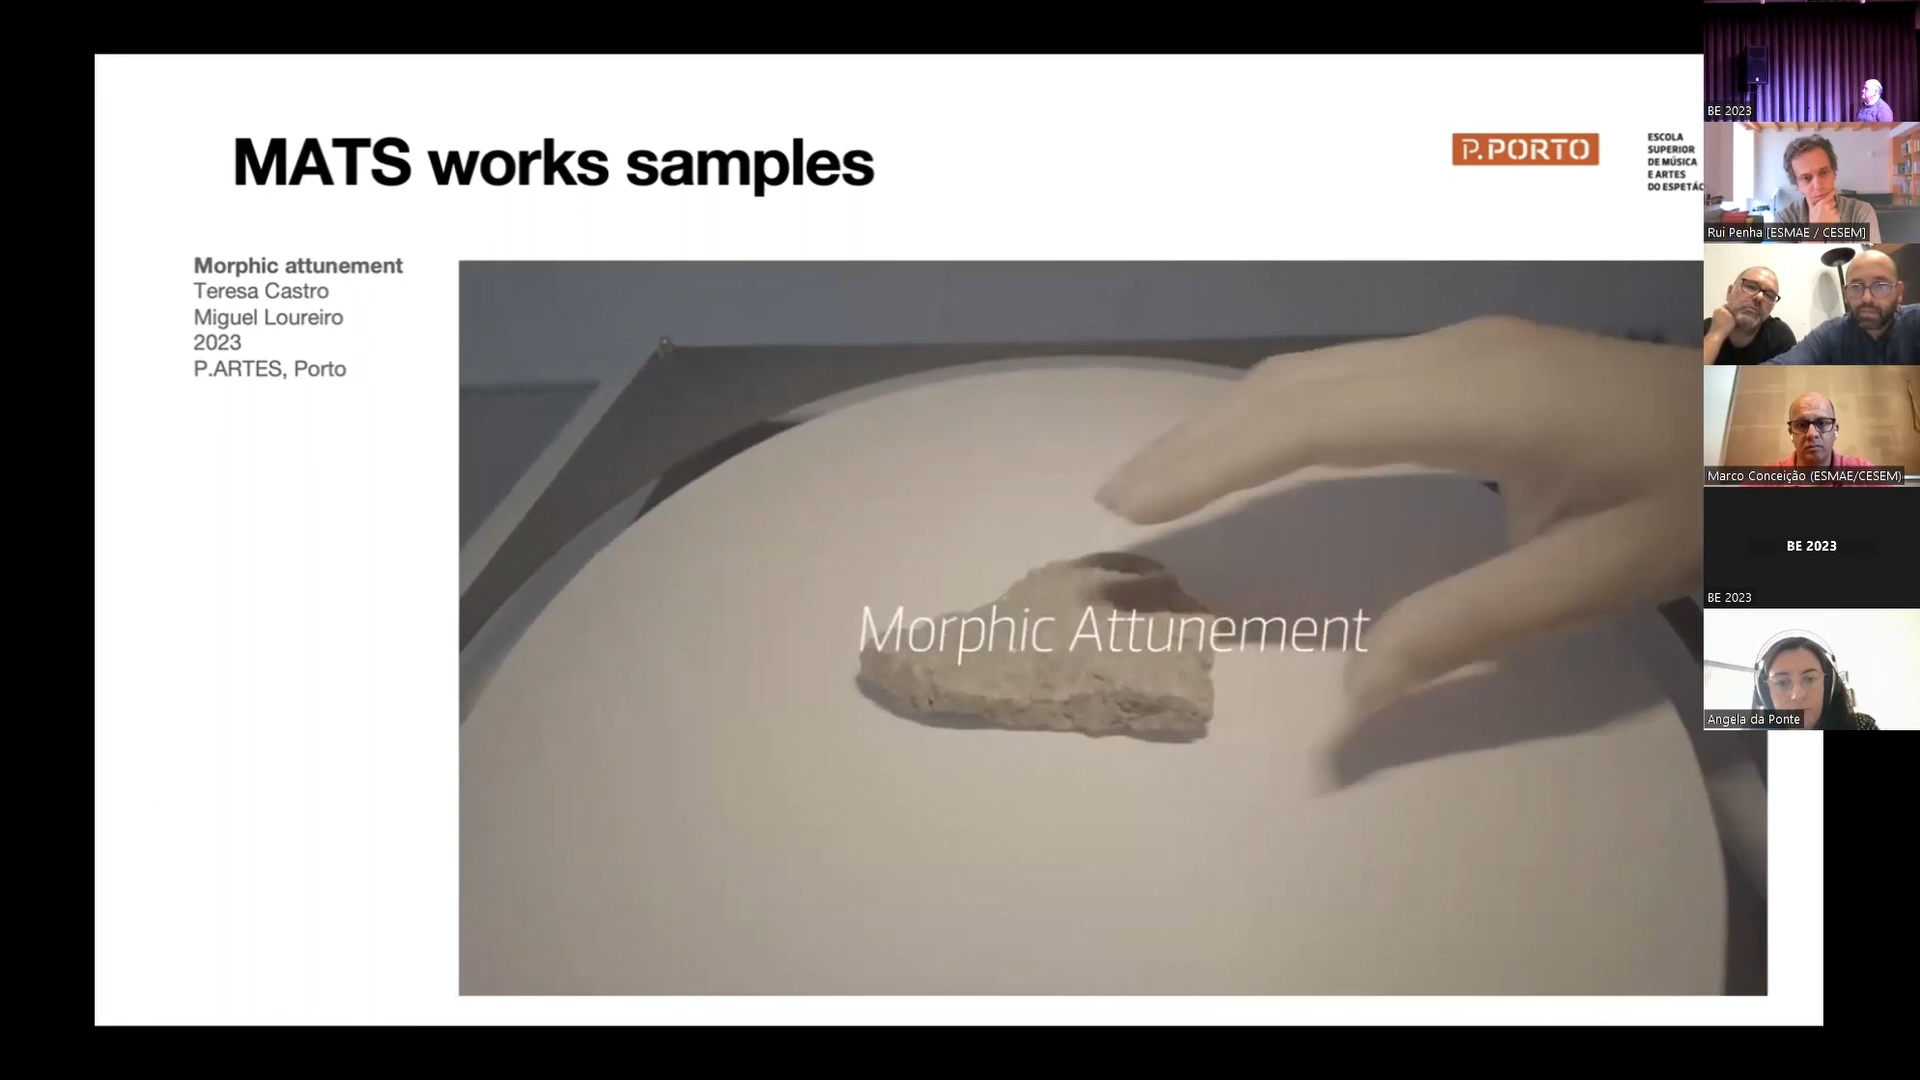 MATS works samples
P.PORTO
ESCOLA
SUPERIOR
DE MÚSICA
E ARTES
DO ESPETÁC
Morphic attunement
Teresa Castro
Miguel Loureiro
2023
P.ARTES, Porto
Morphic Attunement
BE 2023
Rui Penha [ESMAE / CESEM]
Marco Conceição (ESMAE/CESEM)
BE 2023
BE 2023
Angela da Ponte